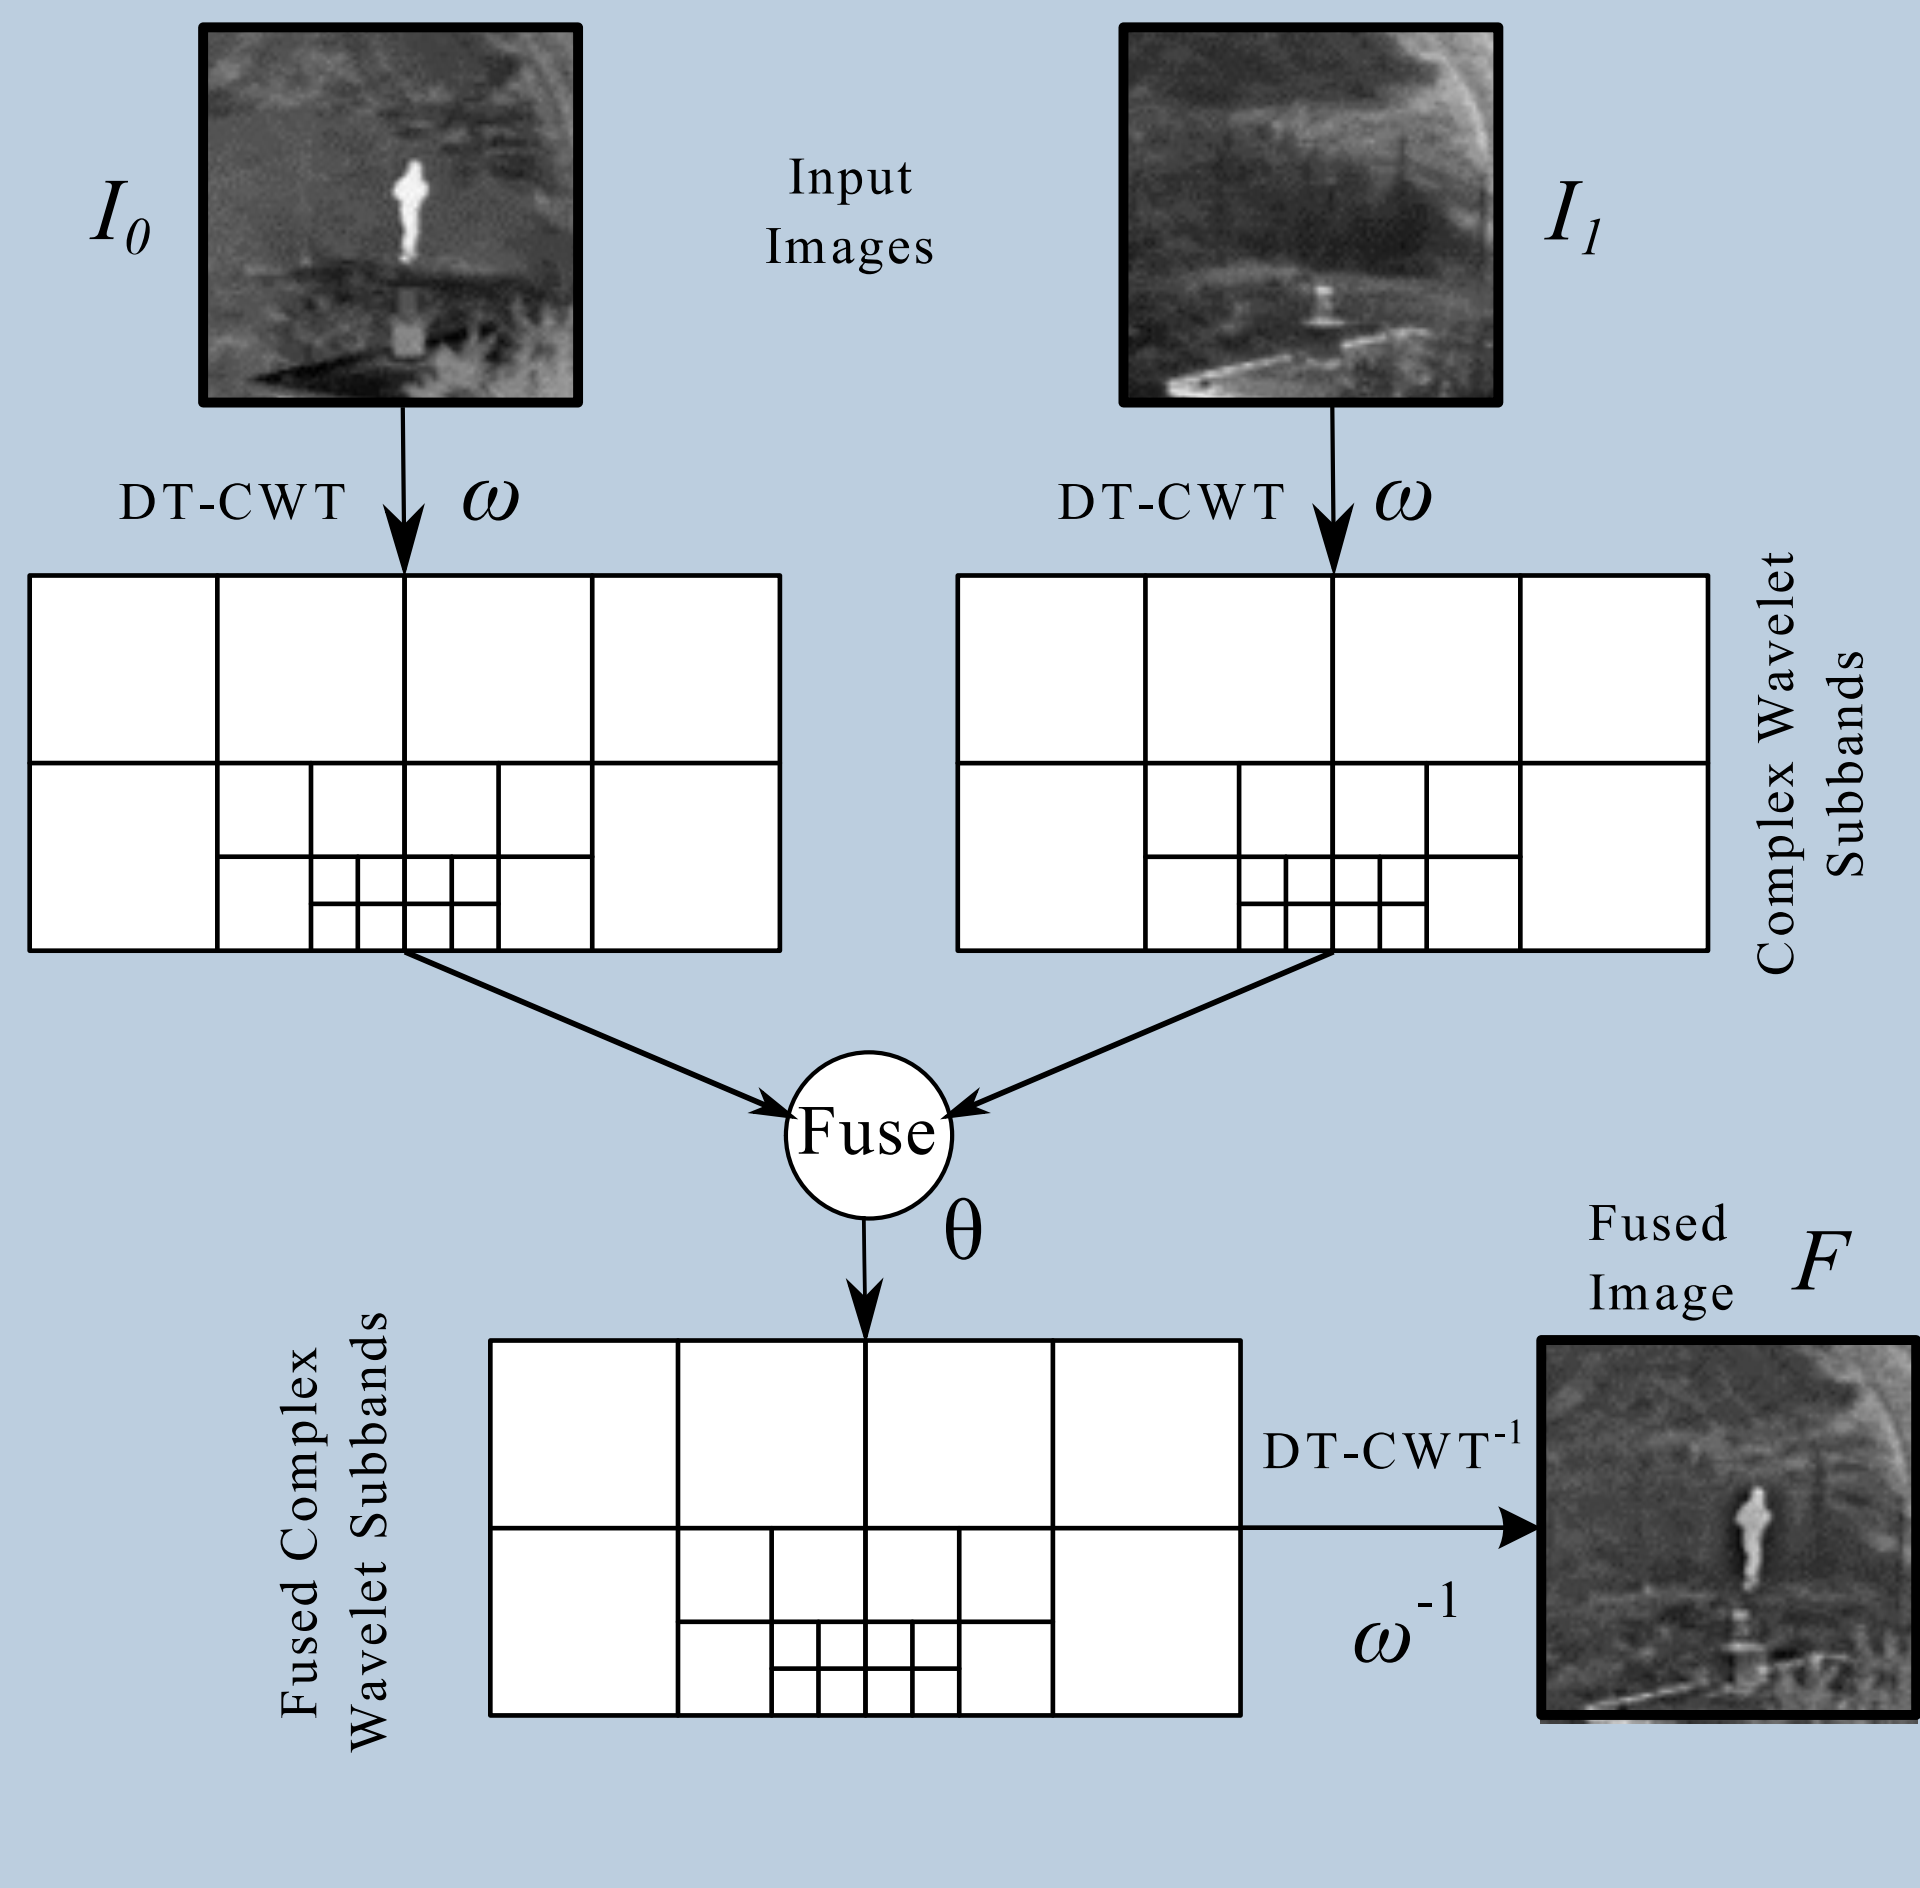 I₀
Input
Images
I₁
DT-CWT
ω
DT-CWT
ω
Complex Wavelet
Subbands
Fuse
θ
Fused
Image
F
Fused Complex
Wavelet Subbands
DT-CWT⁻¹
ω⁻¹